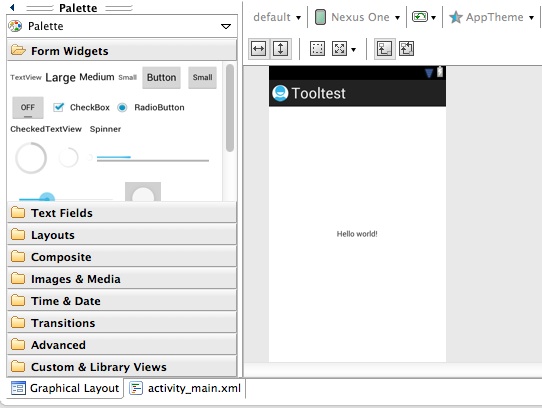 Palette
Palette
Form Widgets
TextView Large Medium Small Button Small
OFF CheckBox RadioButton
CheckedTextView Spinner
Text Fields
Layouts
Composite
Images & Media
Time & Date
Transitions
Advanced
Custom & Library Views
Graphical Layout activity_main.xml
default Nexus One AppTheme
Tooltest
Hello world!